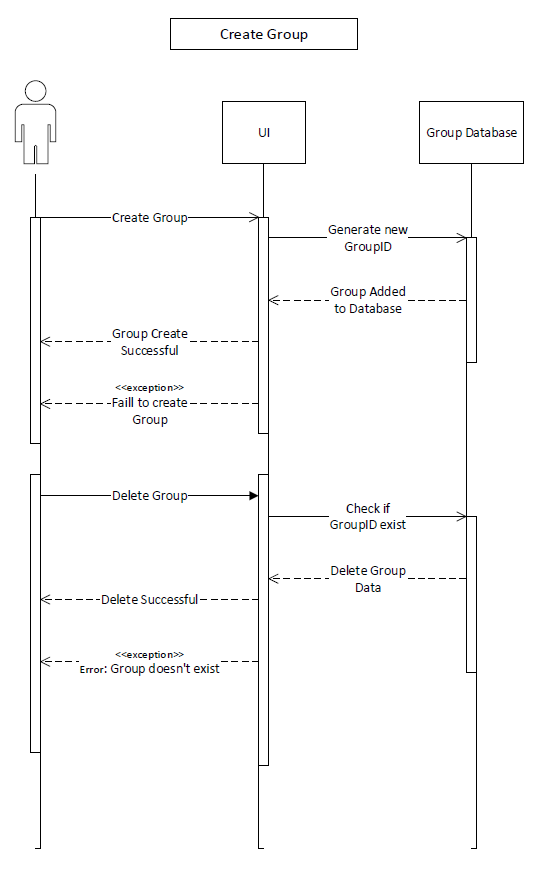 Create Group
UI
Group Database
Create Group
Generate new
GroupID
Group Added
to Database
Group Create
Successful
<<exception>>
Faill to create
Group
Delete Group
Check if
GroupID exist
Delete Group
Data
Delete Successful
<<exception>>
Error: Group doesn't exist